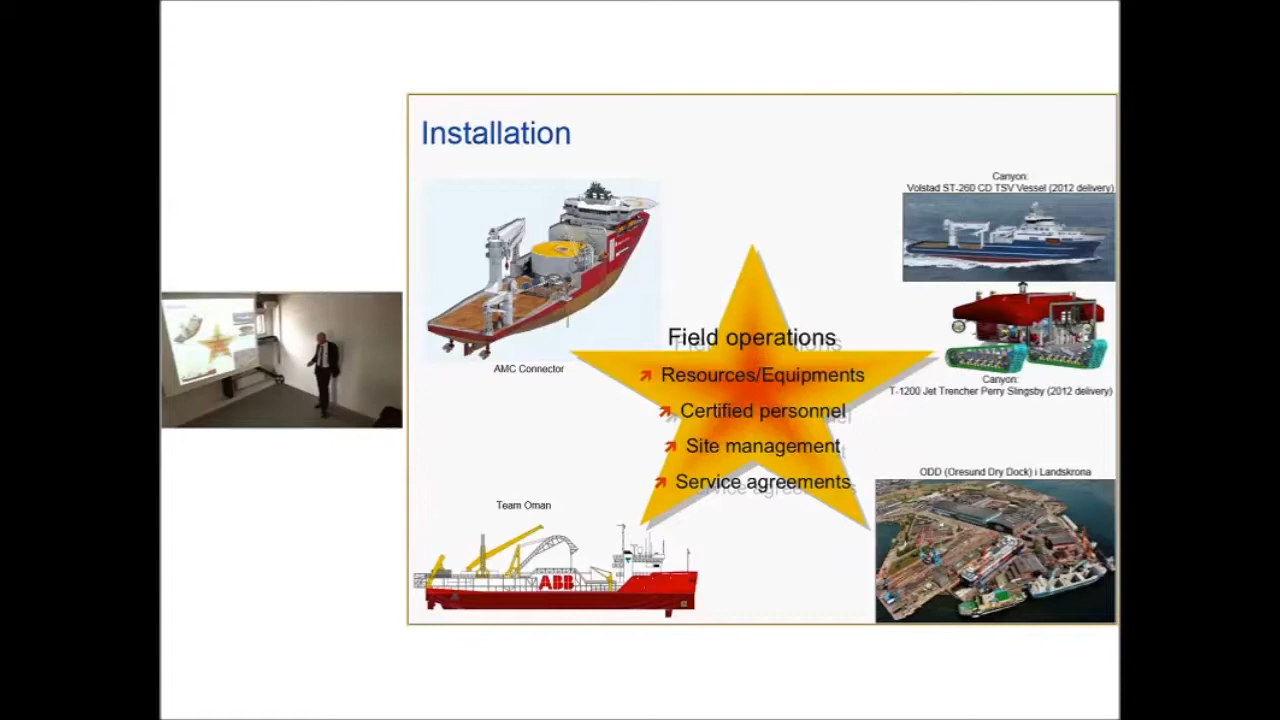 Installation
Canyon:
Volstad ST-260 CD TSV Vessel (2012 delivery)
Field operations
Resources/Equipments
Certified personnel
Site management
Service agreements
AMC Connector
Canyon:
T-1200 Jet Trencher Perry Slingsby (2012 delivery)
ODD (Oresund Dry Dock) i Landskrona
Team Oman
ABB